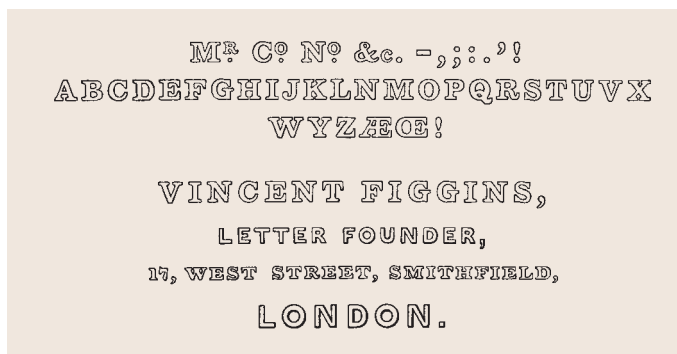 Mᴿ Cº Nº &c. -,;:.’!
ABCDEFGHIJKLNMOPQRSTUVX
WYZÆŒ!
VINCENT FIGGINS,
LETTER FOUNDER,
17, WEST STREET, SMITHFIELD,
LONDON.